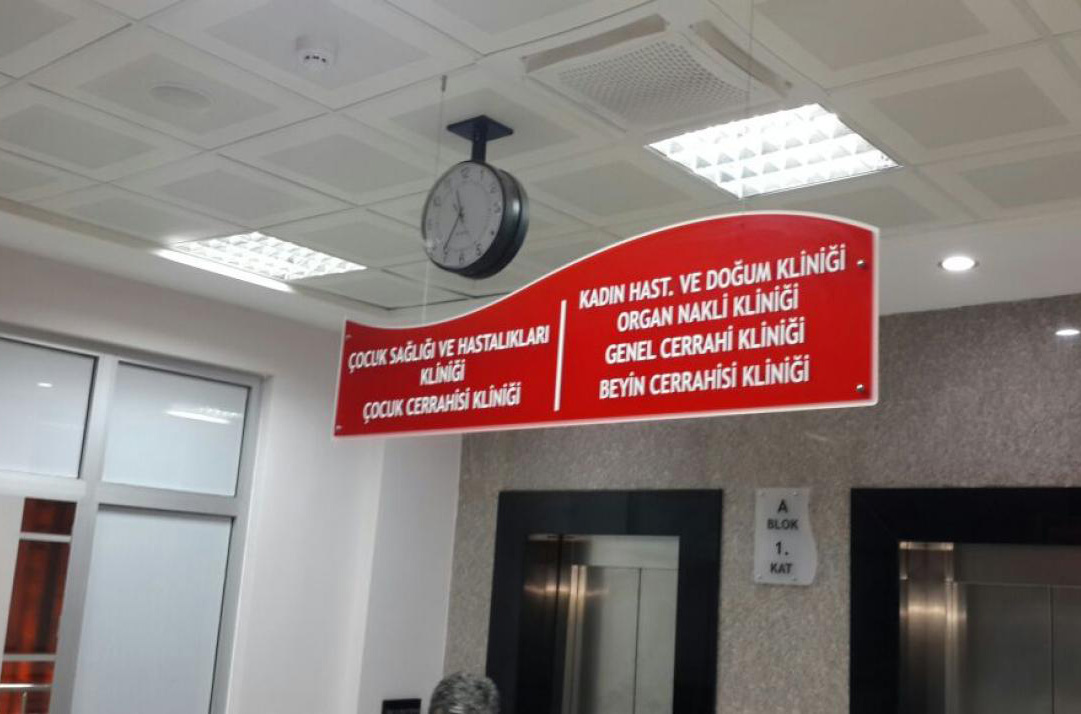 ÇOCUK SAĞLIĞI VE HASTALIKLARI
KLİNİĞİ
ÇOCUK CERRAHİSİ KLİNİĞİ
KADIN HAST. VE DOĞUM KLİNİĞİ
ORGAN NAKLİ KLİNİĞİ
GENEL CERRAHİ KLİNİĞİ
BEYİN CERRAHİSİ KLİNİĞİ
A
BLOK
1.
KAT